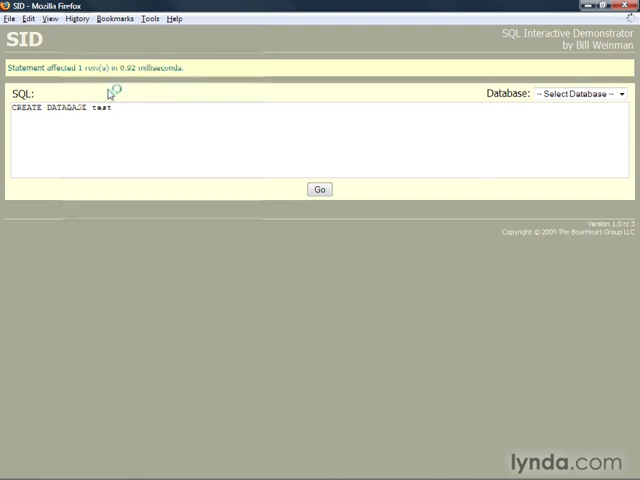 SID - Mozilla Firefox
File Edit View History Bookmarks Tools Help
SID
SQL Interactive Demonstrator
by Bill Weinman
Statement affected 1 row(s) in 0.92 milliseconds.
SQL:
Database: -- Select Database --
CREATE DATABASE test
Go
Version 1.0 rc 3
Copyright © 2009 The BearHeart Group LLC
lynda.com